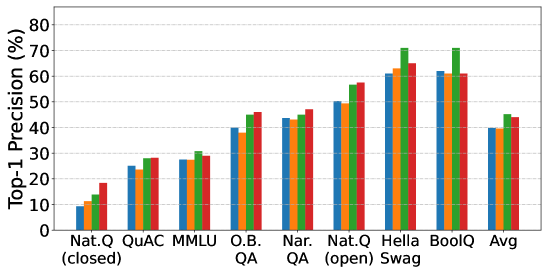 Top-1 Precision (%)
80
70
60
50
40
30
20
10
0
Nat.Q
(closed)
QuAC
MMLU
O.B.
QA
Nar.
QA
Nat.Q
(open)
Hella
Swag
BoolQ
Avg